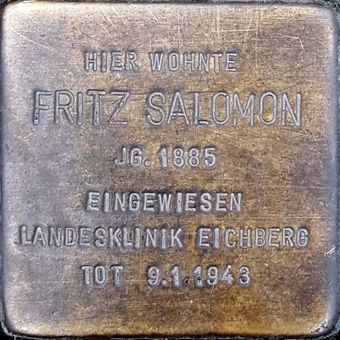 HIER WOHNTE
FRITZ SALOMON
JG. 1885
EINGEWIESEN
LANDESKLINIK EICHBERG
TOT 9.1.1943